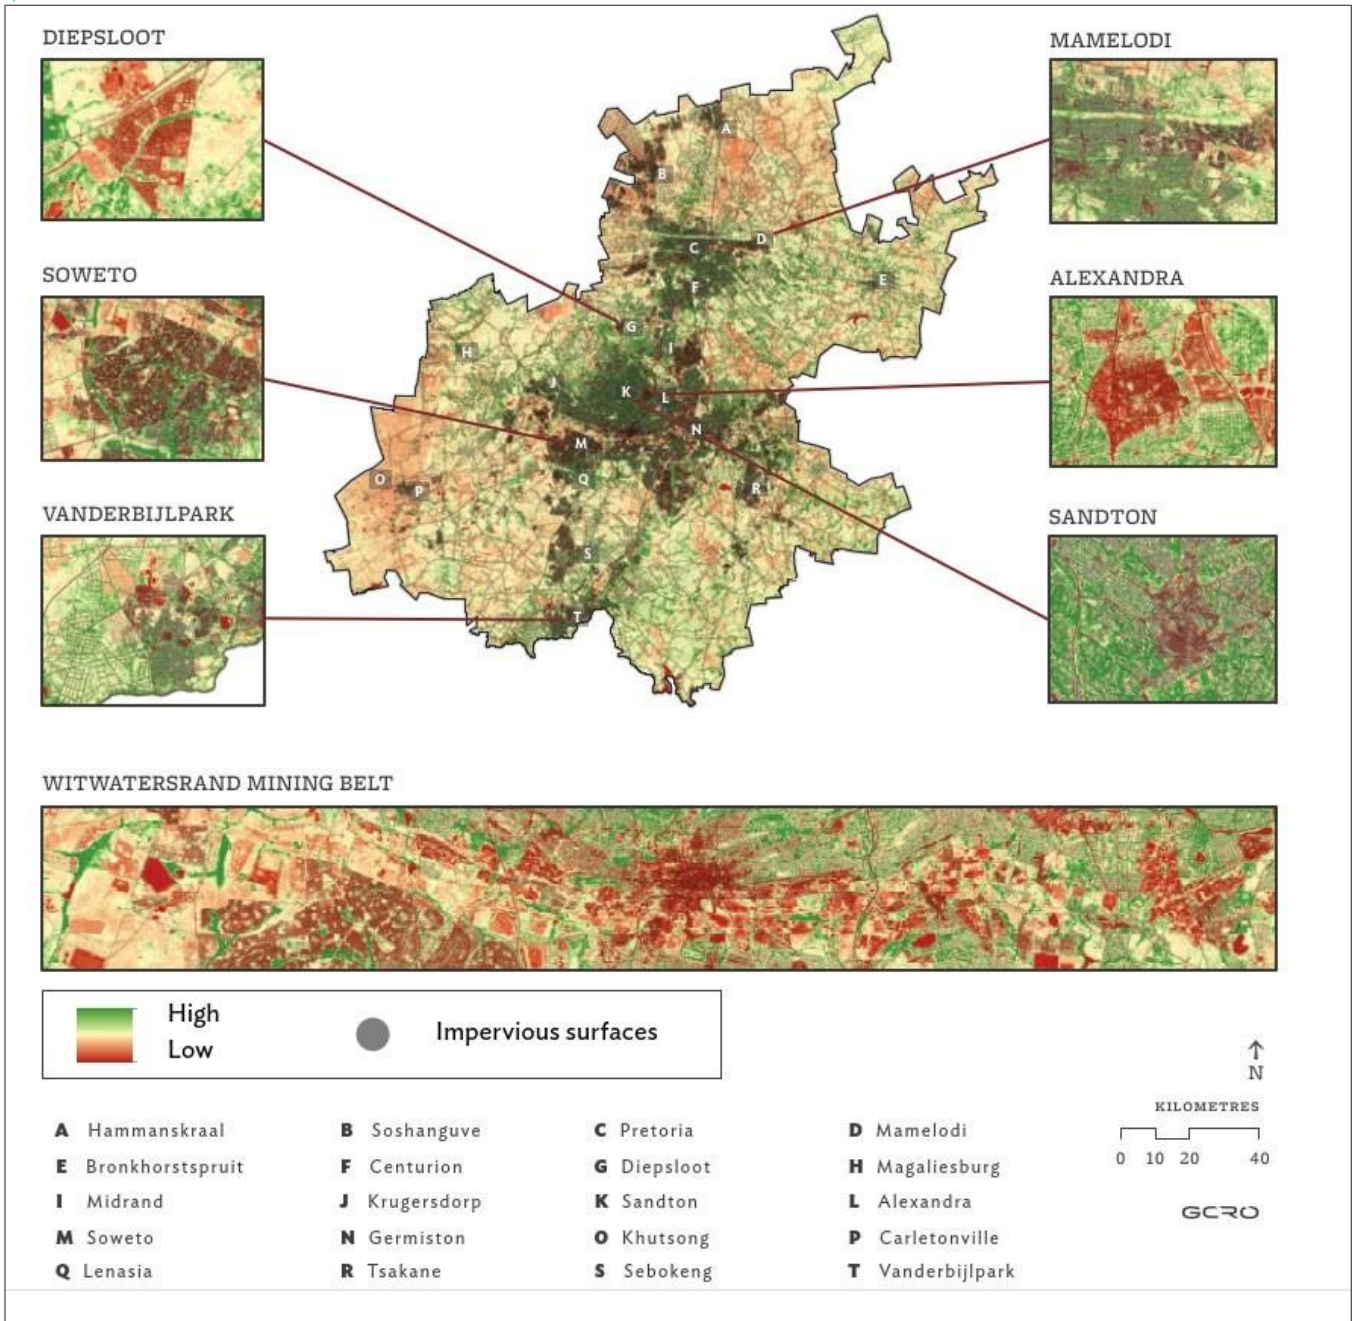 DIEPSLOOT
MAMELODI
SOWETO
ALEXANDRA
VANDERBIJLPARK
SANDTON
A
B
C
D
E
F
G
H
I
J
K
L
M
N
O
P
Q
R
S
T
WITWATERSRAND MINING BELT
High
Low
Impervious surfaces
N
KILOMETRES
0 10 20 40
GCRO
A Hammanskraal B Soshanguve C Pretoria D Mamelodi
E Bronkhorstspruit F Centurion G Diepsloot H Magaliesburg
I Midrand J Krugersdorp K Sandton L Alexandra
M Soweto N Germiston O Khutsong P Carletonville
Q Lenasia R Tsakane S Sebokeng T Vanderbijlpark